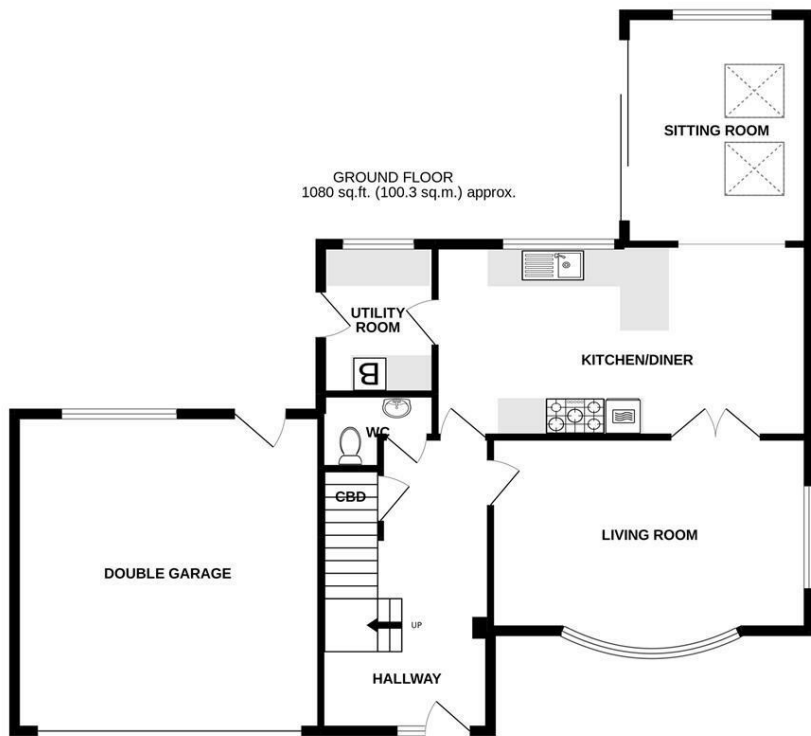 SITTING ROOM
GROUND FLOOR
1080 sq.ft. (100.3 sq.m.) approx.
UTILITY
ROOM
KITCHEN/DINER
B
WC
CBD
LIVING ROOM
DOUBLE GARAGE
UP
HALLWAY